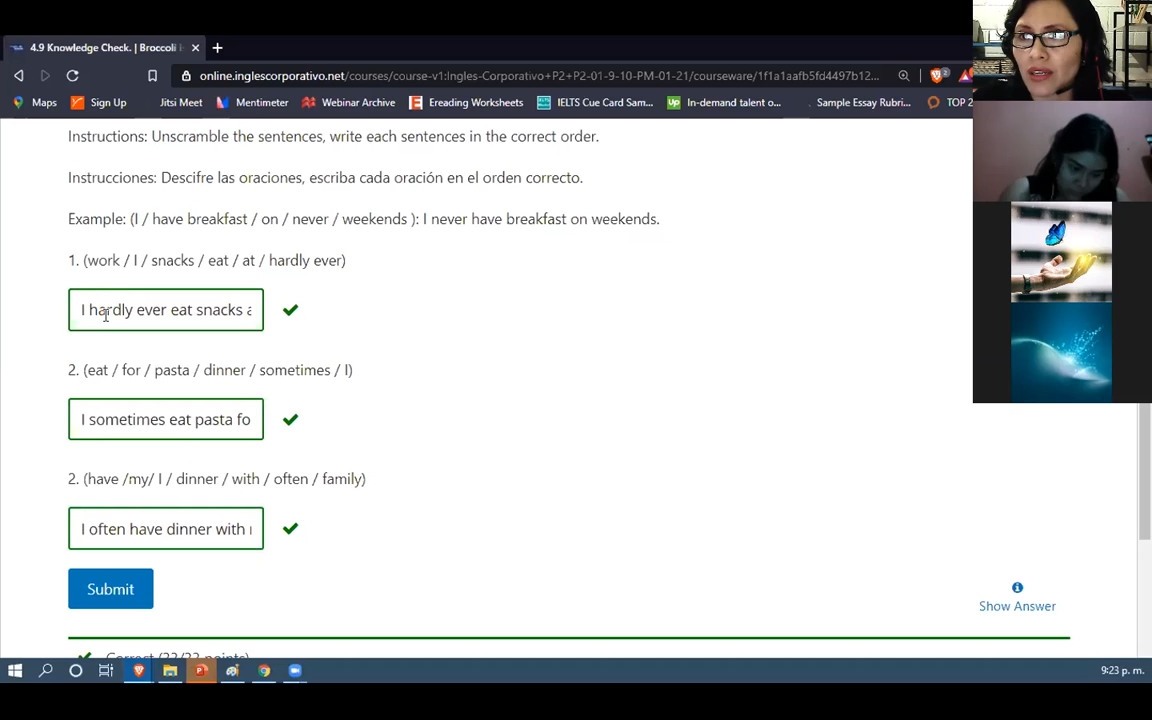 4.9 Knowledge Check. | Broccoli
online.inglescorporativo.net/courses/course-v1:Ingles-Corporativo+P2+P2-01-9-10-PM-01-21/courseware/1f1a1aafb5fd4497b12...
Maps Sign Up Jitsi Meet Mentimeter Webinar Archive Ereading Worksheets IELTS Cue Card Sam... In-demand talent o... Sample Essay Rubri... TOP 2
Instructions: Unscramble the sentences, write each sentences in the correct order.
Instrucciones: Descifre las oraciones, escriba cada oración en el orden correcto.
Example: (I / have breakfast / on / never / weekends ): I never have breakfast on weekends.
1. (work / I / snacks / eat / at / hardly ever)
I hardly ever eat snacks a
2. (eat / for / pasta / dinner / sometimes / I)
I sometimes eat pasta fo
2. (have /my/ I / dinner / with / often / family)
I often have dinner with
Submit
Show Answer
Correct (33/33 points)
9:23 p. m.